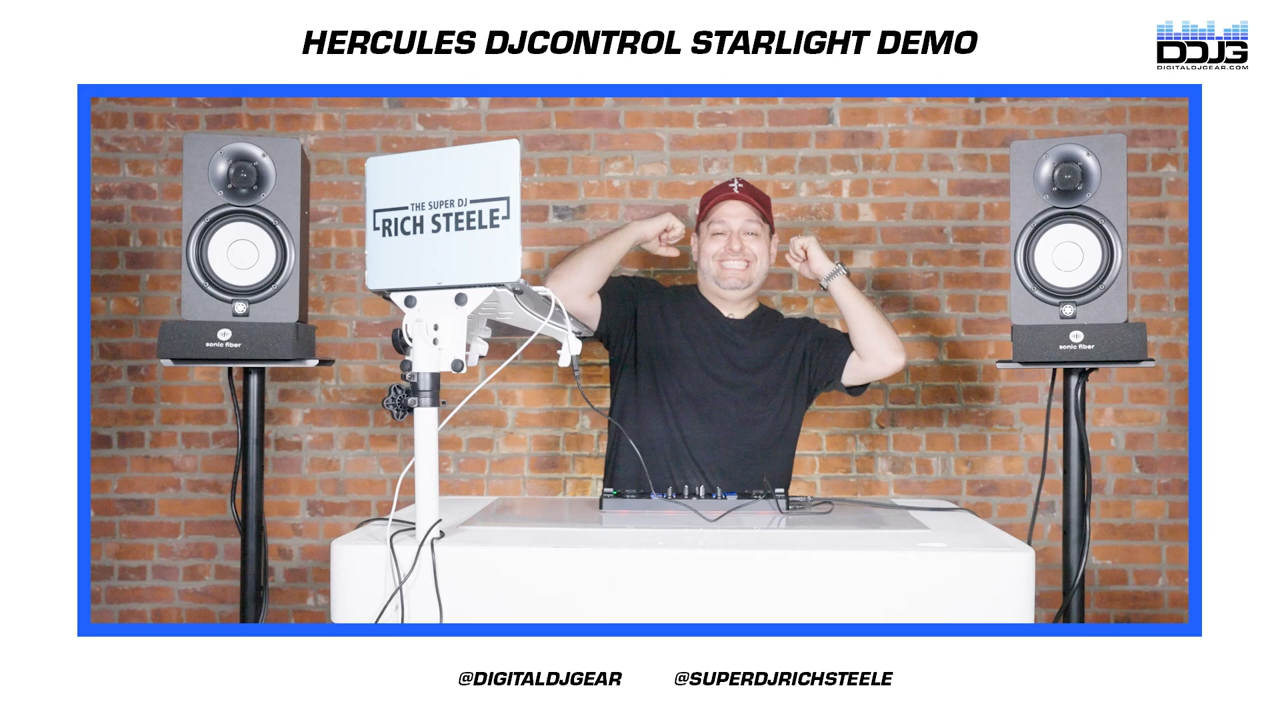 HERCULES DJCONTROL STARLIGHT DEMO
DDJG
DIGITALDJGEAR.COM
THE SUPER DJ
RICH STEELE
sonic fiber
sonic fiber
@DIGITALDJGEAR
@SUPERDJRICHSTEELE